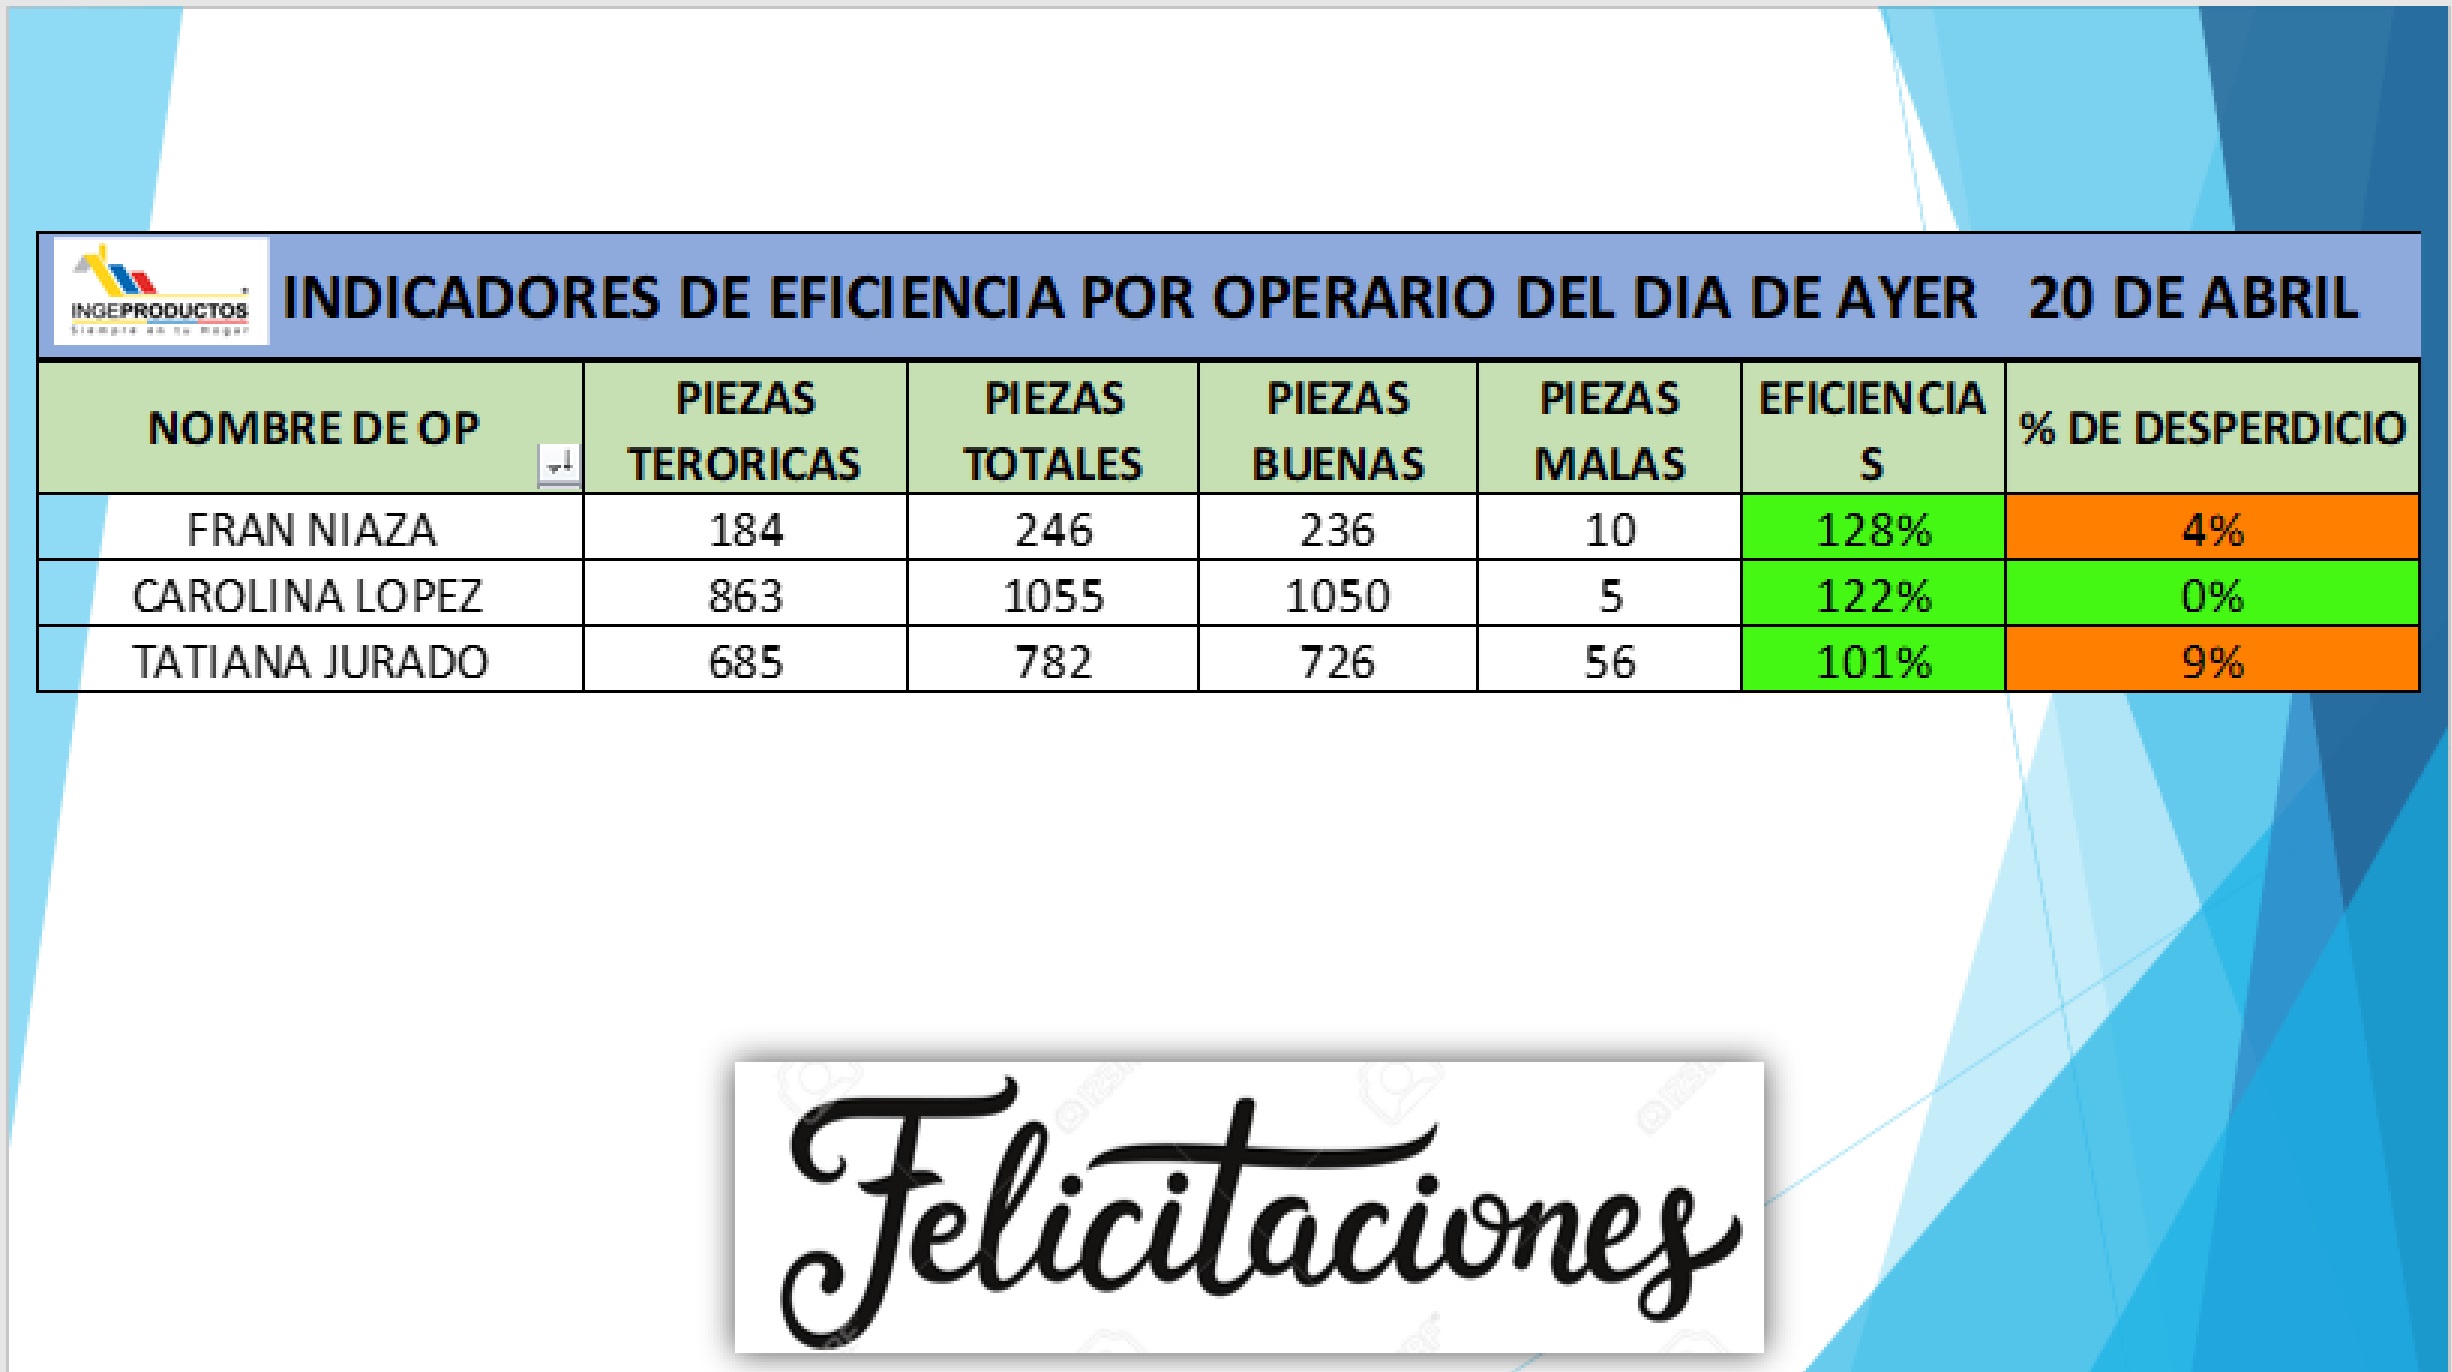 INGEPRODUCTOS
Siempre en tu Hogar
INDICADORES DE EFICIENCIA POR OPERARIO DEL DIA DE AYER 20 DE ABRIL
NOMBRE DE OP PIEZAS TERORICAS PIEZAS TOTALES PIEZAS BUENAS PIEZAS MALAS EFICIENCIAS % DE DESPERDICIO
FRAN NIAZA 184 246 236 10 128% 4%
CAROLINA LOPEZ 863 1055 1050 5 122% 0%
TATIANA JURADO 685 782 726 56 101% 9%
Felicitaciones